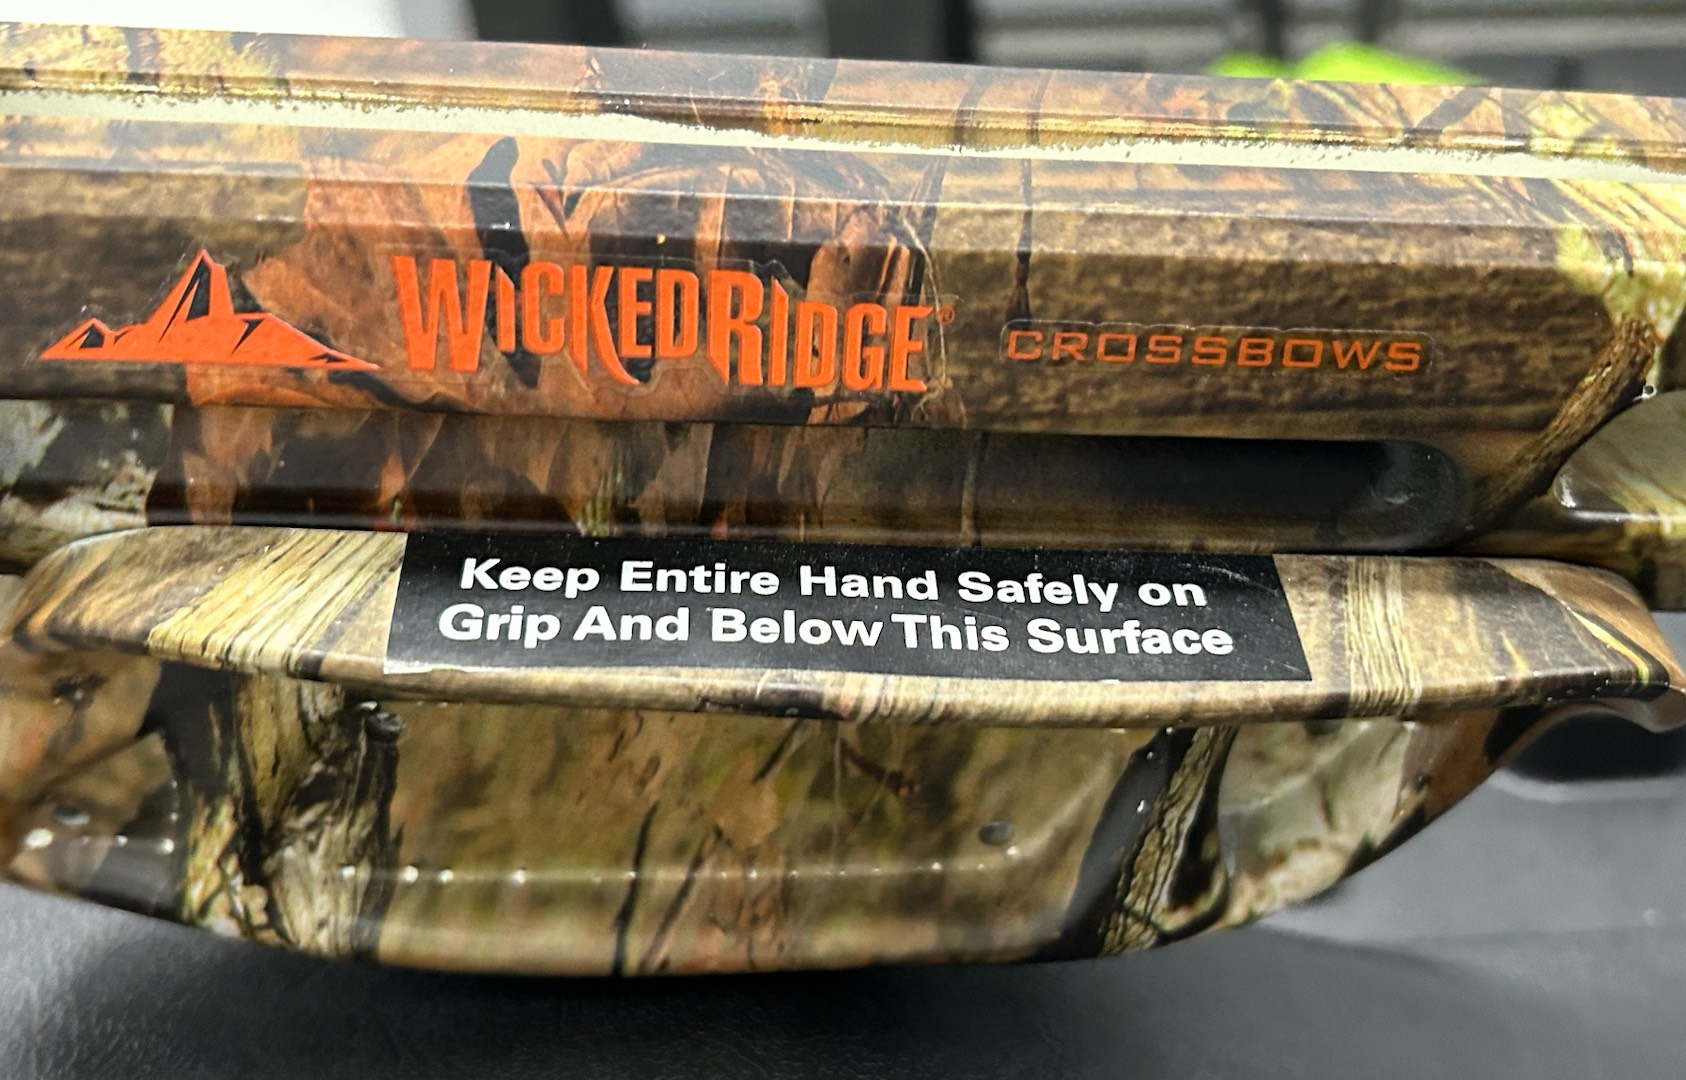 WICKEDRIDGE® CROSSBOWS
Keep Entire Hand Safely on
Grip And Below This Surface